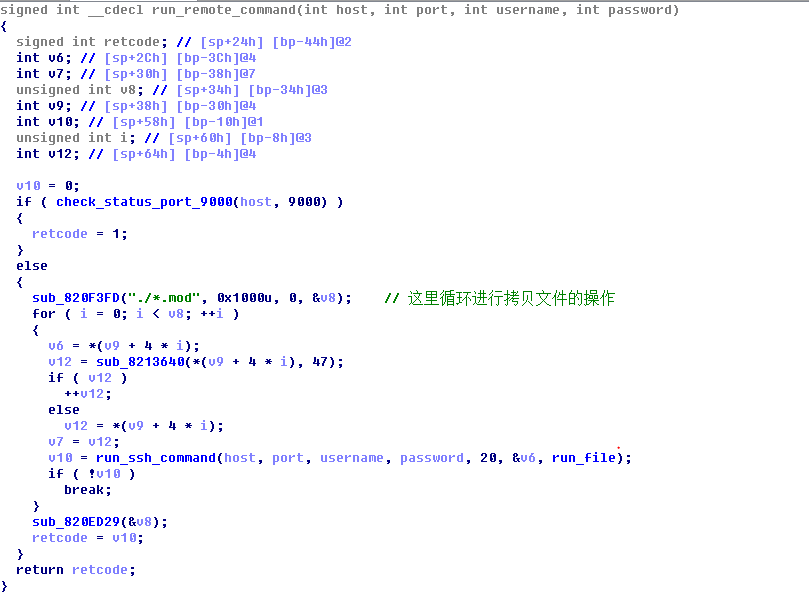 signed int __cdecl run_remote_command(int host, int port, int username, int password)
{
signed int retcode; // [sp+24h] [bp-44h]@2
int v6; // [sp+2Ch] [bp-3Ch]@4
int v7; // [sp+30h] [bp-38h]@7
unsigned int v8; // [sp+34h] [bp-34h]@3
int v9; // [sp+38h] [bp-30h]@4
int v10; // [sp+58h] [bp-10h]@1
unsigned int i; // [sp+60h] [bp-8h]@3
int v12; // [sp+64h] [bp-4h]@4
v10 = 0;
if ( check_status_port_9000(host, 9000) )
{
retcode = 1;
}
else
{
sub_820F3FD("./*.mod", 0x1000u, 0, &v8); // 这里循环进行拷贝文件的操作
for ( i = 0; i < v8; ++i )
{
v6 = *(v9 + 4 * i);
v12 = sub_8213640(*(v9 + 4 * i), 47);
if ( v12 )
++v12;
else
v12 = *(v9 + 4 * i);
v7 = v12;
v10 = run_ssh_command(host, port, username, password, 20, &v6, run_file);
if ( !v10 )
break;
}
sub_820ED29(&v8);
retcode = v10;
}
return retcode;
}